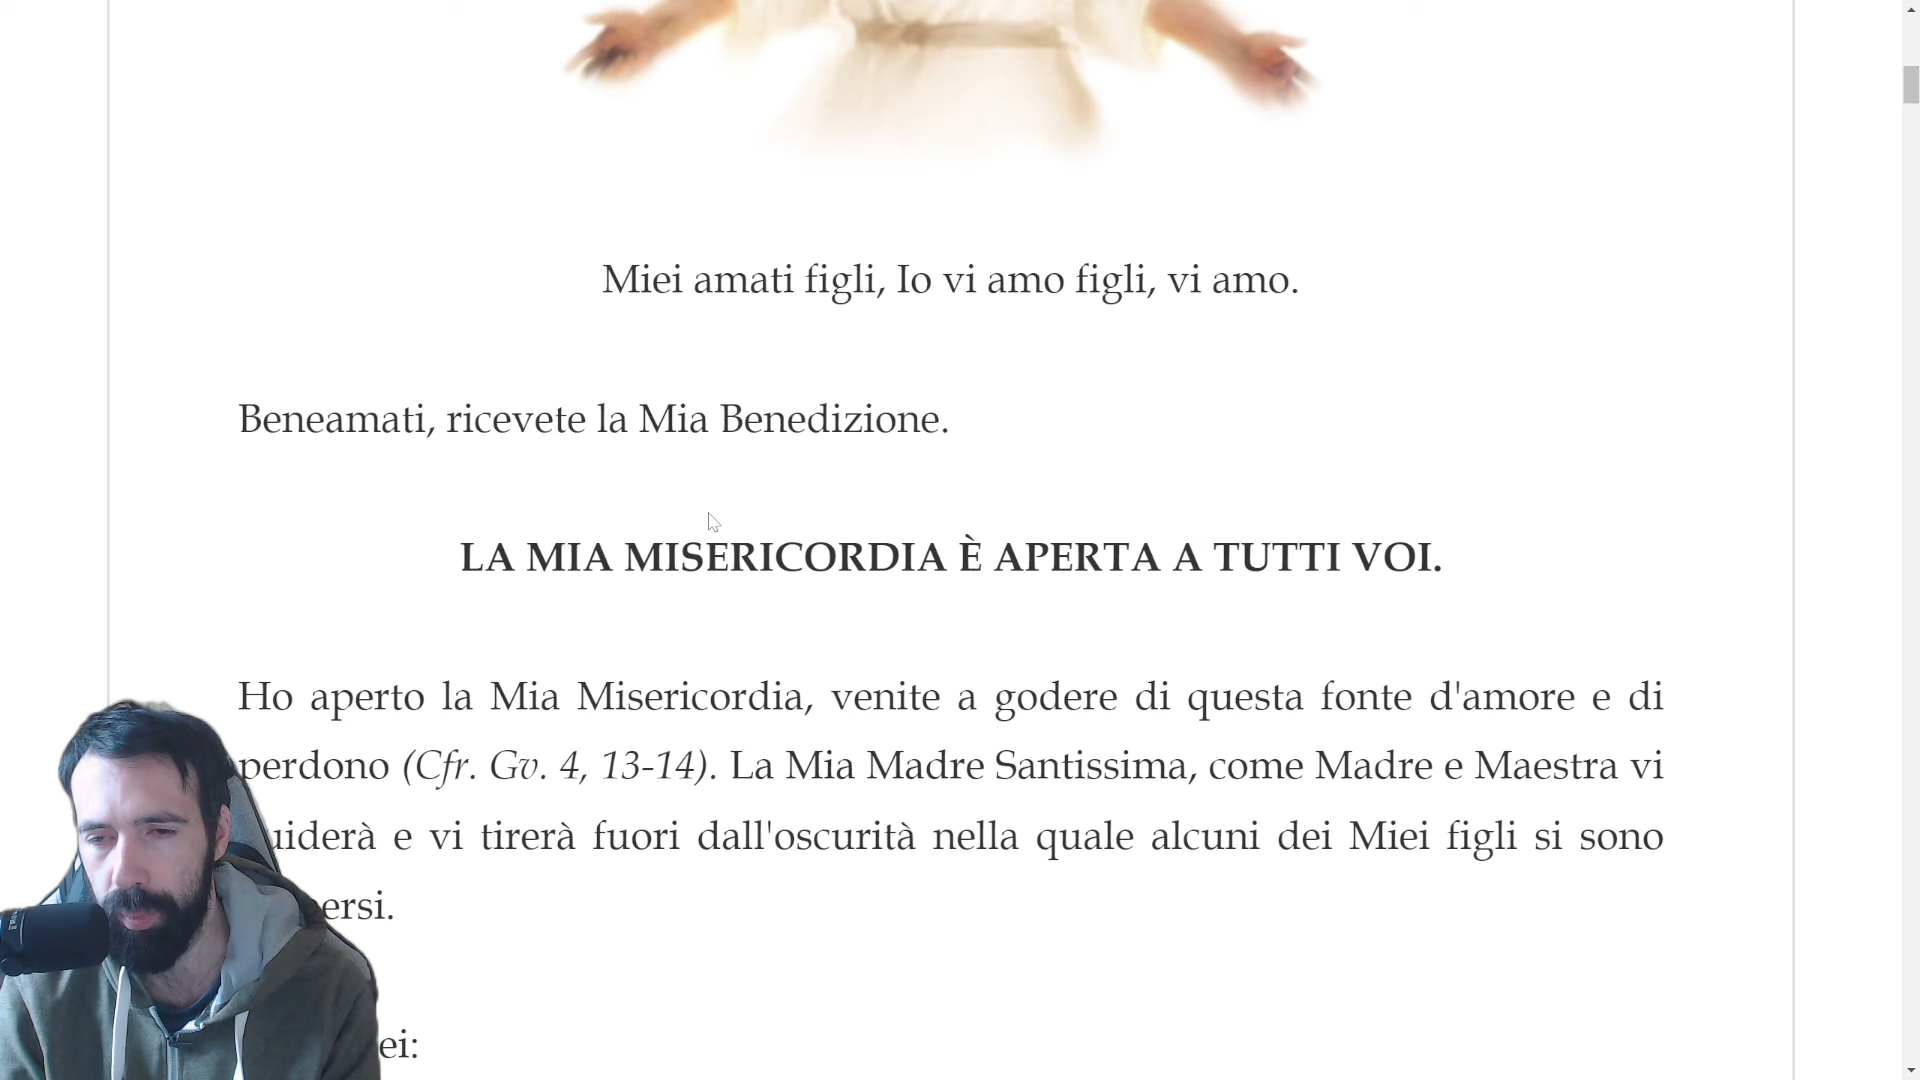 Miei amati figli, Io vi amo figli, vi amo.
Beneamati, ricevete la Mia Benedizione.
LA MIA MISERICORDIA È APERTA A TUTTI VOI.
Ho aperto la Mia Misericordia, venite a godere di questa fonte d'amore e di
perdono (Cfr. Gv. 4, 13-14). La Mia Madre Santissima, come Madre e Maestra vi
uiderà e vi tirerà fuori dall'oscurità nella quale alcuni dei Miei figli si sono
ersi.
ei: